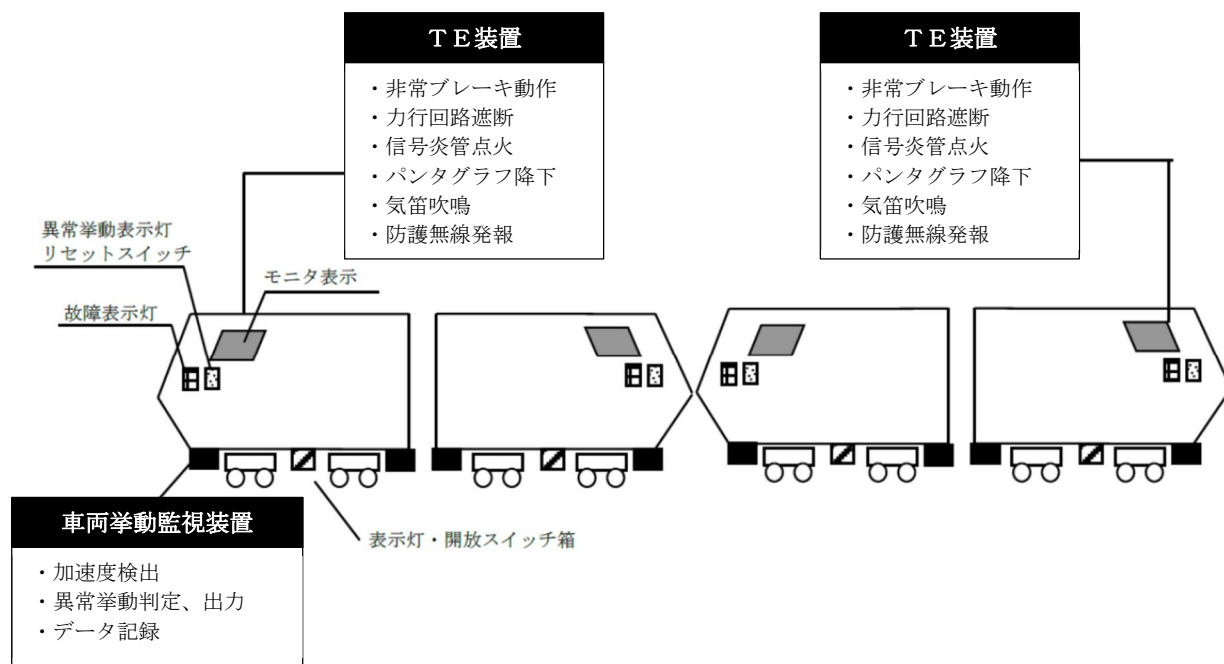 ＴＥ装置
・非常ブレーキ動作
・力行回路遮断
・信号炎管点火
・パンタグラフ降下
・気笛吹鳴
・防護無線発報
ＴＥ装置
・非常ブレーキ動作
・力行回路遮断
・信号炎管点火
・パンタグラフ降下
・気笛吹鳴
・防護無線発報
異常挙動表示灯
リセットスイッチ
モニタ表示
故障表示灯
車両挙動監視装置
・加速度検出
・異常挙動判定、出力
・データ記録
表示灯・開放スイッチ箱